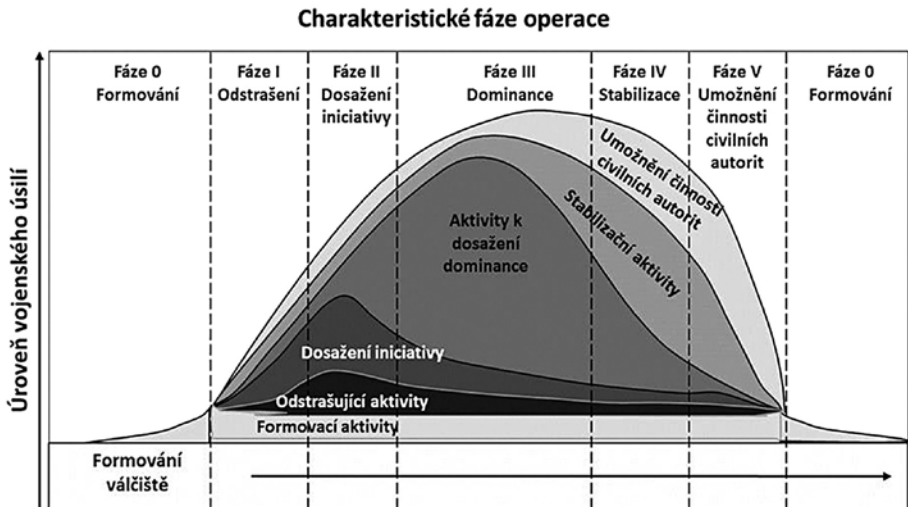 Charakteristické fáze operace
Úroveň vojenského úsilí
Fáze 0
Formování
Fáze I
Odstrašení
Fáze II
Dosažení
iniciativy
Fáze III
Dominance
Fáze IV
Stabilizace
Fáze V
Umožnění
činnosti
civilních
autorit
Fáze 0
Formování
Umožnění činnosti
civilních autorit
Stabilizační aktivity
Aktivity k
dosažení
dominance
Dosažení iniciativy
Odstrašující aktivity
Formovací aktivity
Formování
válčiště